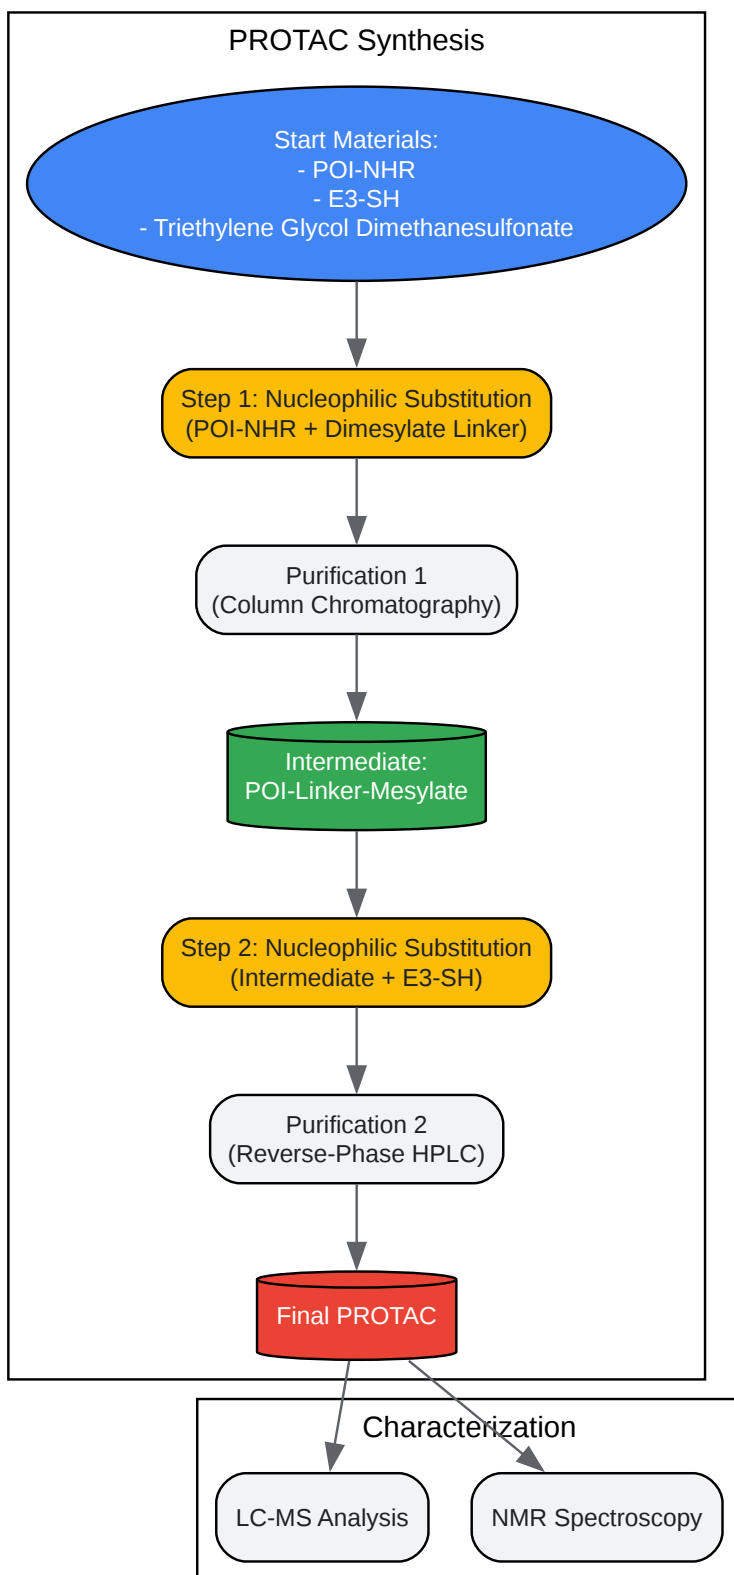 PROTAC Synthesis
Start Materials:
- POI-NHR
- E3-SH
- Triethylene Glycol Dimethanesulfonate
Step 1: Nucleophilic Substitution
(POI-NHR + Dimesylate Linker)
Purification 1
(Column Chromatography)
Intermediate:
POI-Linker-Mesylate
Step 2: Nucleophilic Substitution
(Intermediate + E3-SH)
Purification 2
(Reverse-Phase HPLC)
Final PROTAC
Characterization
LC-MS Analysis
NMR Spectroscopy